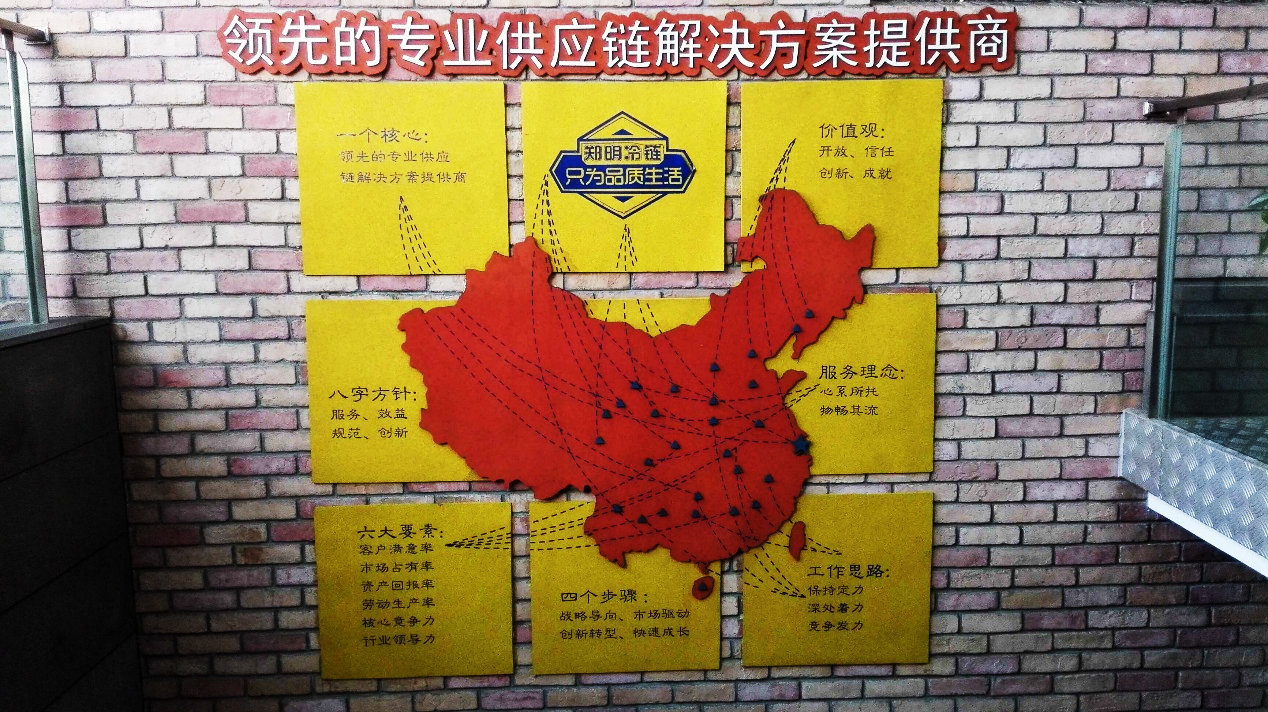 领先的专业供应链解决方案提供商
一个核心:
领先的专业供应
链解决方案提供商
郑明冷链
只为品质生活
价值观:
开放、信任
创新、成就
八字方针:
服务、效益
规范、创新
服务理念:
心系所托
物畅其流
六大要素:
客户满意率
市场占有率
资产回报率
劳动生产率
核心竞争力
行业领导力
四个步骤:
战略导向、市场驱动
创新转型、快速成长
工作思路:
保持定力
深处着力
竞争发力